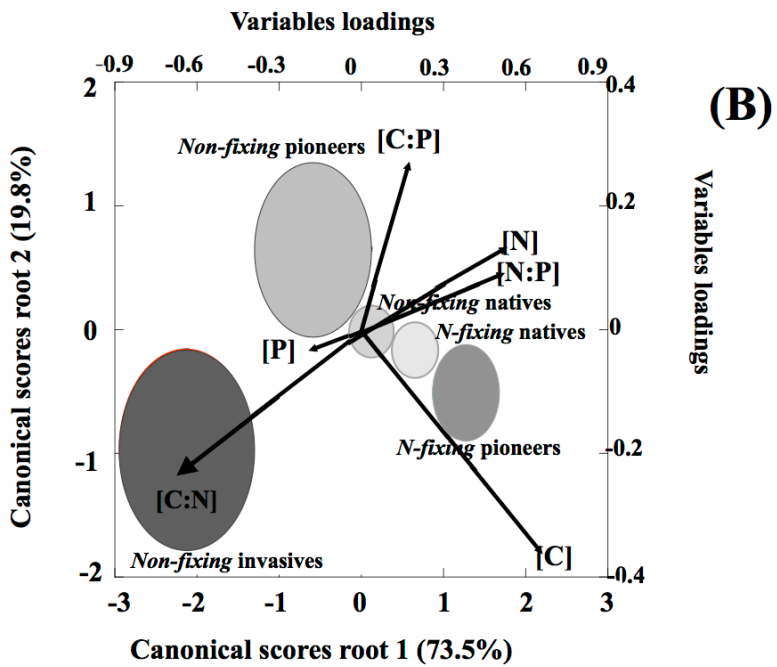 Variables loadings
-0.9 -0.6 -0.3 0 0.3 0.6 0.9
(B)
2 0.4
Non-fixing pioneers [C:P]
1 0.2
[N]
[N:P]
Non-fixing natives
0 0
N-fixing natives
[P]
-1 -0.2
N-fixing pioneers
[C:N]
Non-fixing invasives [C]
-2 -0.4
-3 -2 -1 0 1 2 3
Canonical scores root 1 (73.5%)
Canonical scores root 2 (19.8%)
Variables loadings